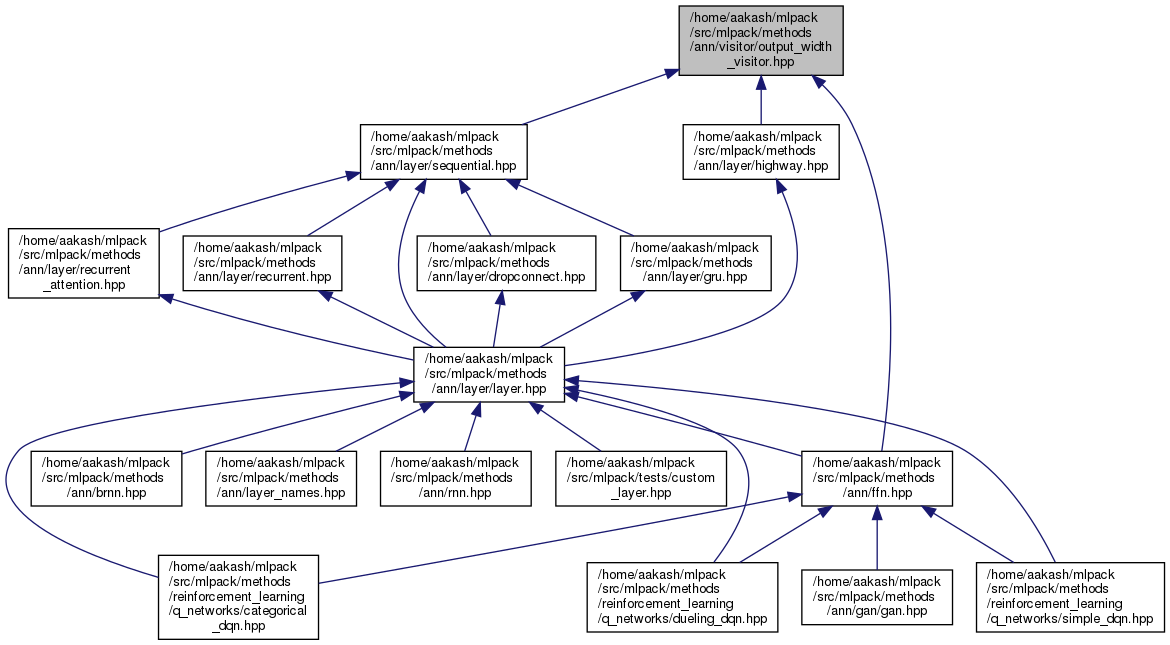 /home/aakash/mlpack
/src/mlpack/methods
/ann/visitor/output_width
_visitor.hpp
/home/aakash/mlpack
/src/mlpack/methods
/ann/layer/sequential.hpp
/home/aakash/mlpack
/src/mlpack/methods
/ann/layer/highway.hpp
/home/aakash/mlpack
/src/mlpack/methods
/ann/layer/recurrent
_attention.hpp
/home/aakash/mlpack
/src/mlpack/methods
/ann/layer/recurrent.hpp
/home/aakash/mlpack
/src/mlpack/methods
/ann/layer/dropconnect.hpp
/home/aakash/mlpack
/src/mlpack/methods
/ann/layer/gru.hpp
/home/aakash/mlpack
/src/mlpack/methods
/ann/layer/layer.hpp
/home/aakash/mlpack
/src/mlpack/methods
/ann/brnn.hpp
/home/aakash/mlpack
/src/mlpack/methods
/ann/layer_names.hpp
/home/aakash/mlpack
/src/mlpack/methods
/ann/rnn.hpp
/home/aakash/mlpack
/src/mlpack/tests/custom
_layer.hpp
/home/aakash/mlpack
/src/mlpack/methods
/ann/ffn.hpp
/home/aakash/mlpack
/src/mlpack/methods
/reinforcement_learning
/q_networks/categorical
_dqn.hpp
/home/aakash/mlpack
/src/mlpack/methods
/reinforcement_learning
/q_networks/dueling_dqn.hpp
/home/aakash/mlpack
/src/mlpack/methods
/ann/gan/gan.hpp
/home/aakash/mlpack
/src/mlpack/methods
/reinforcement_learning
/q_networks/simple_dqn.hpp